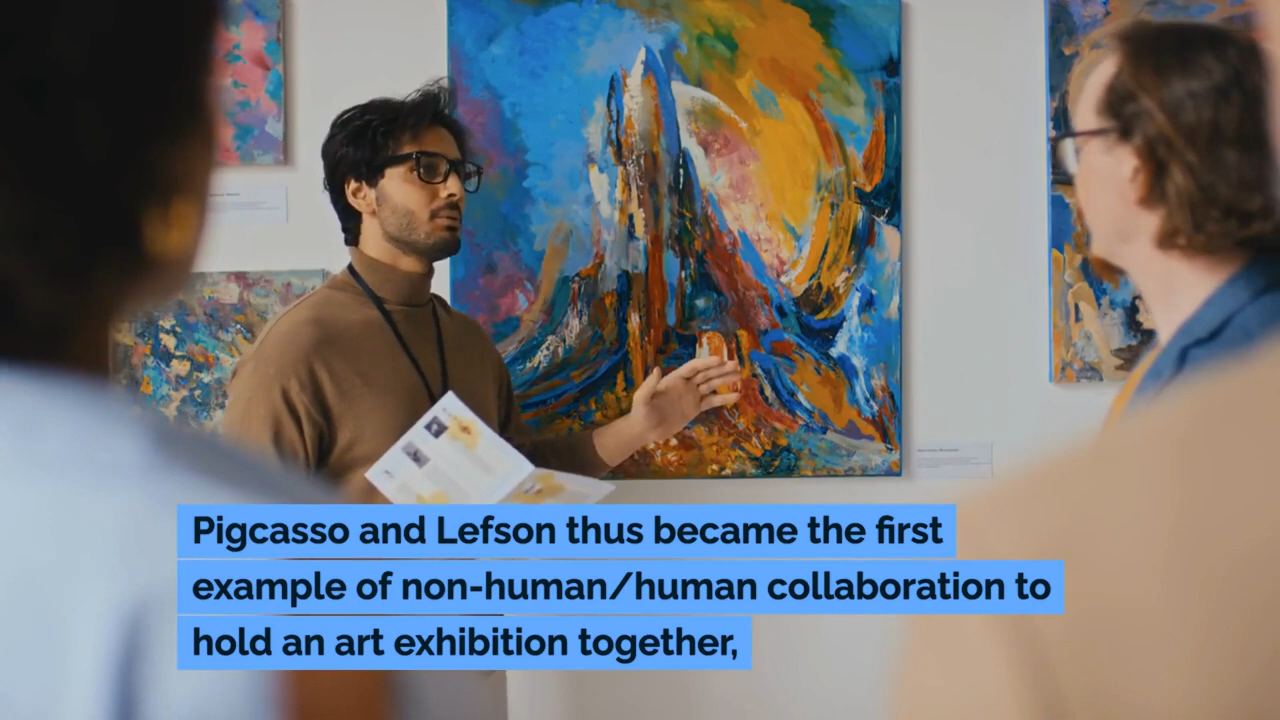 Pigcasso and Lefson thus became the first
example of non-human/human collaboration to
hold an art exhibition together,